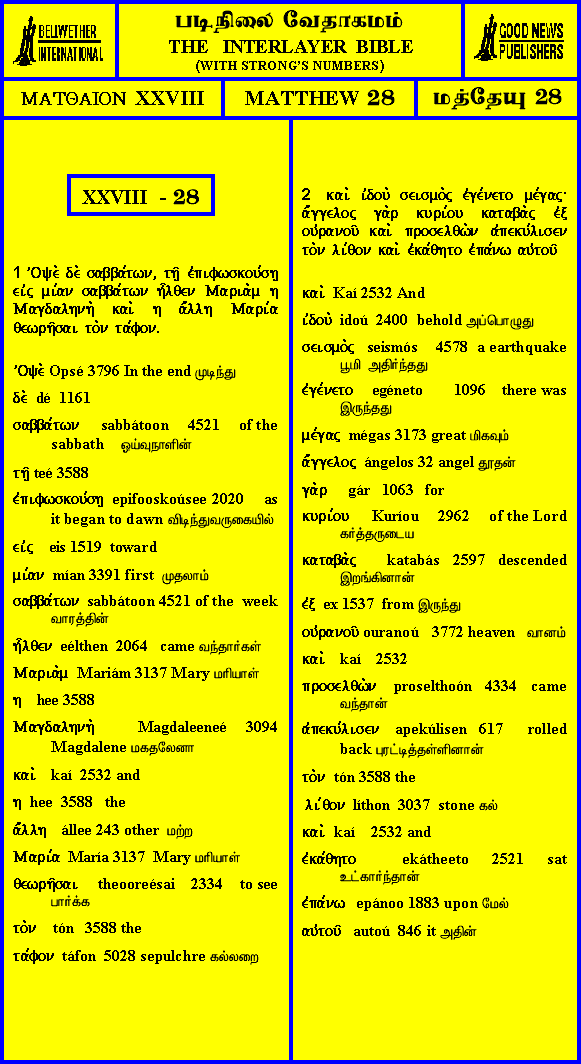 BELLWETHER
INTERNATIONAL
படிநிலை வேதாகமம்
THE INTERLAYER BIBLE
(WITH STRONG'S NUMBERS)
GOOD NEWS
PUBLISHERS
ΜΑΤΘΑΙΟΝ XXVIII
MATTHEW 28
மத்தேயு 28
XXVIII - 28
1 Ὀψὲ δὲ σαββάτων, τῇ ἐπιφωσκούσῃ
εἰς μίαν σαββάτων ἦλθεν Μαριὰμ η
Μαγδαληνὴ καὶ η ἄλλη Μαρία
θεωρῆσαι τὸν τάφον.
Ὀψὲ Opsé 3796 In the end முடிந்து
δὲ dé 1161
σαββάτων sabbátoon 4521 of the
sabbath ஓய்வுநாளின்
τῇ teé 3588
ἐπιφωσκούσῃ epifooskoúsee 2020 as
it began to dawn விடிந்துவருகையில்
εἰς eis 1519 toward
μίαν mían 3391 first முதலாம்
σαββάτων sabbátoon 4521 of the week
வாரத்தின்
ἦλθεν eélthen 2064 came வந்தார்கள்
Μαριὰμ Mariám 3137 Mary மரியாள்
η hee 3588
Μαγδαληνὴ Magdaleeneé 3094
Magdalene மகதலேனா
καὶ kaí 2532 and
η hee 3588 the
ἄλλη állee 243 other மற்ற
Μαρία María 3137 Mary மரியாள்
θεωρῆσαι theooreésai 2334 to see
பார்க்க
τὸν tón 3588 the
τάφον táfon 5028 sepulchre கல்லறை
2 καὶ ἰδοὺ σεισμὸς ἐγένετο μέγας·
ἄγγελος γὰρ κυρίου καταβὰς ἐξ
οὐρανοῦ καὶ προσελθὼν ἀπεκύλισεν
τὸν λίθον καὶ ἐκάθητο ἐπάνω αὐτοῦ
καὶ Kaí 2532 And
ἰδοὺ idoú 2400 behold அப்பொழுது
σεισμὸς seismós 4578 a earthquake
பூமி அதிர்ந்தது
ἐγένετο egéneto 1096 there was
இருந்தது
μέγας mégas 3173 great மிகவும்
ἄγγελος ángelos 32 angel தூதன்
γὰρ gár 1063 for
κυρίου Kuríou 2962 of the Lord
கர்த்தருடைய
καταβὰς katabás 2597 descended
இறங்கினான்
ἐξ ex 1537 from இருந்து
οὐρανοῦ ouranoú 3772 heaven வானம்
καὶ kaí 2532
προσελθὼν proselthoón 4334 came
வந்தான்
ἀπεκύλισεν apekúlisen 617 rolled
back புரட்டித்தள்ளினான்
τὸν tón 3588 the
λίθον líthon 3037 stone கல்
καὶ kaí 2532 and
ἐκάθητο ekátheeto 2521 sat
உட்கார்ந்தான்
ἐπάνω epánoo 1883 upon மேல்
αὐτοῦ autoú 846 it அதின்